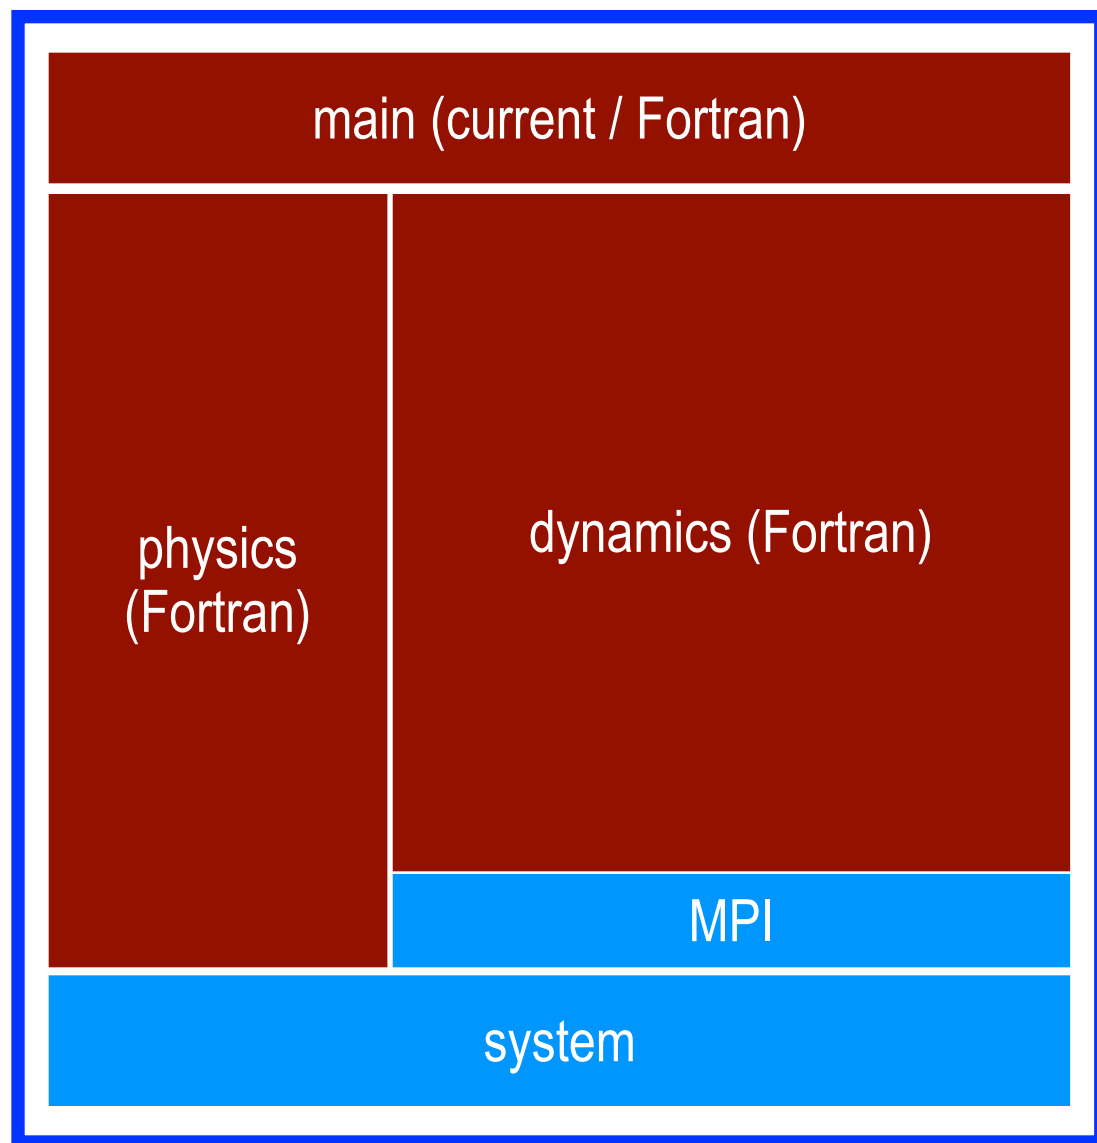 main (current / Fortran)
physics
(Fortran)
dynamics (Fortran)
MPI
system